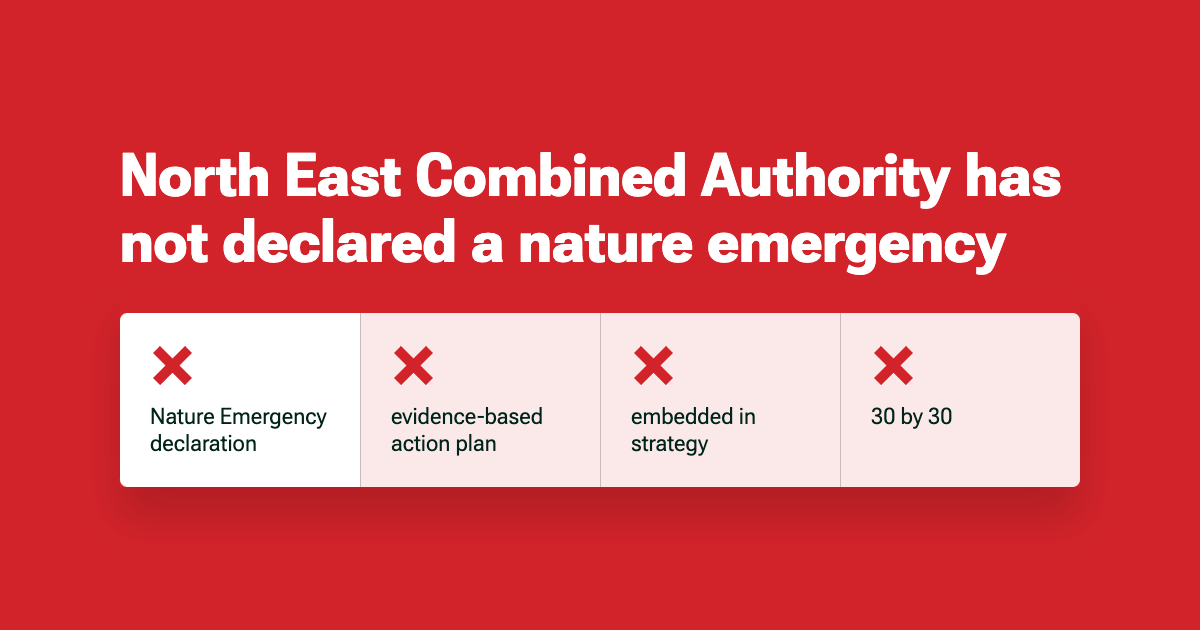 North East Combined Authority has
not declared a nature emergency
Nature Emergency
declaration
evidence-based
action plan
embedded in
strategy
30 by 30